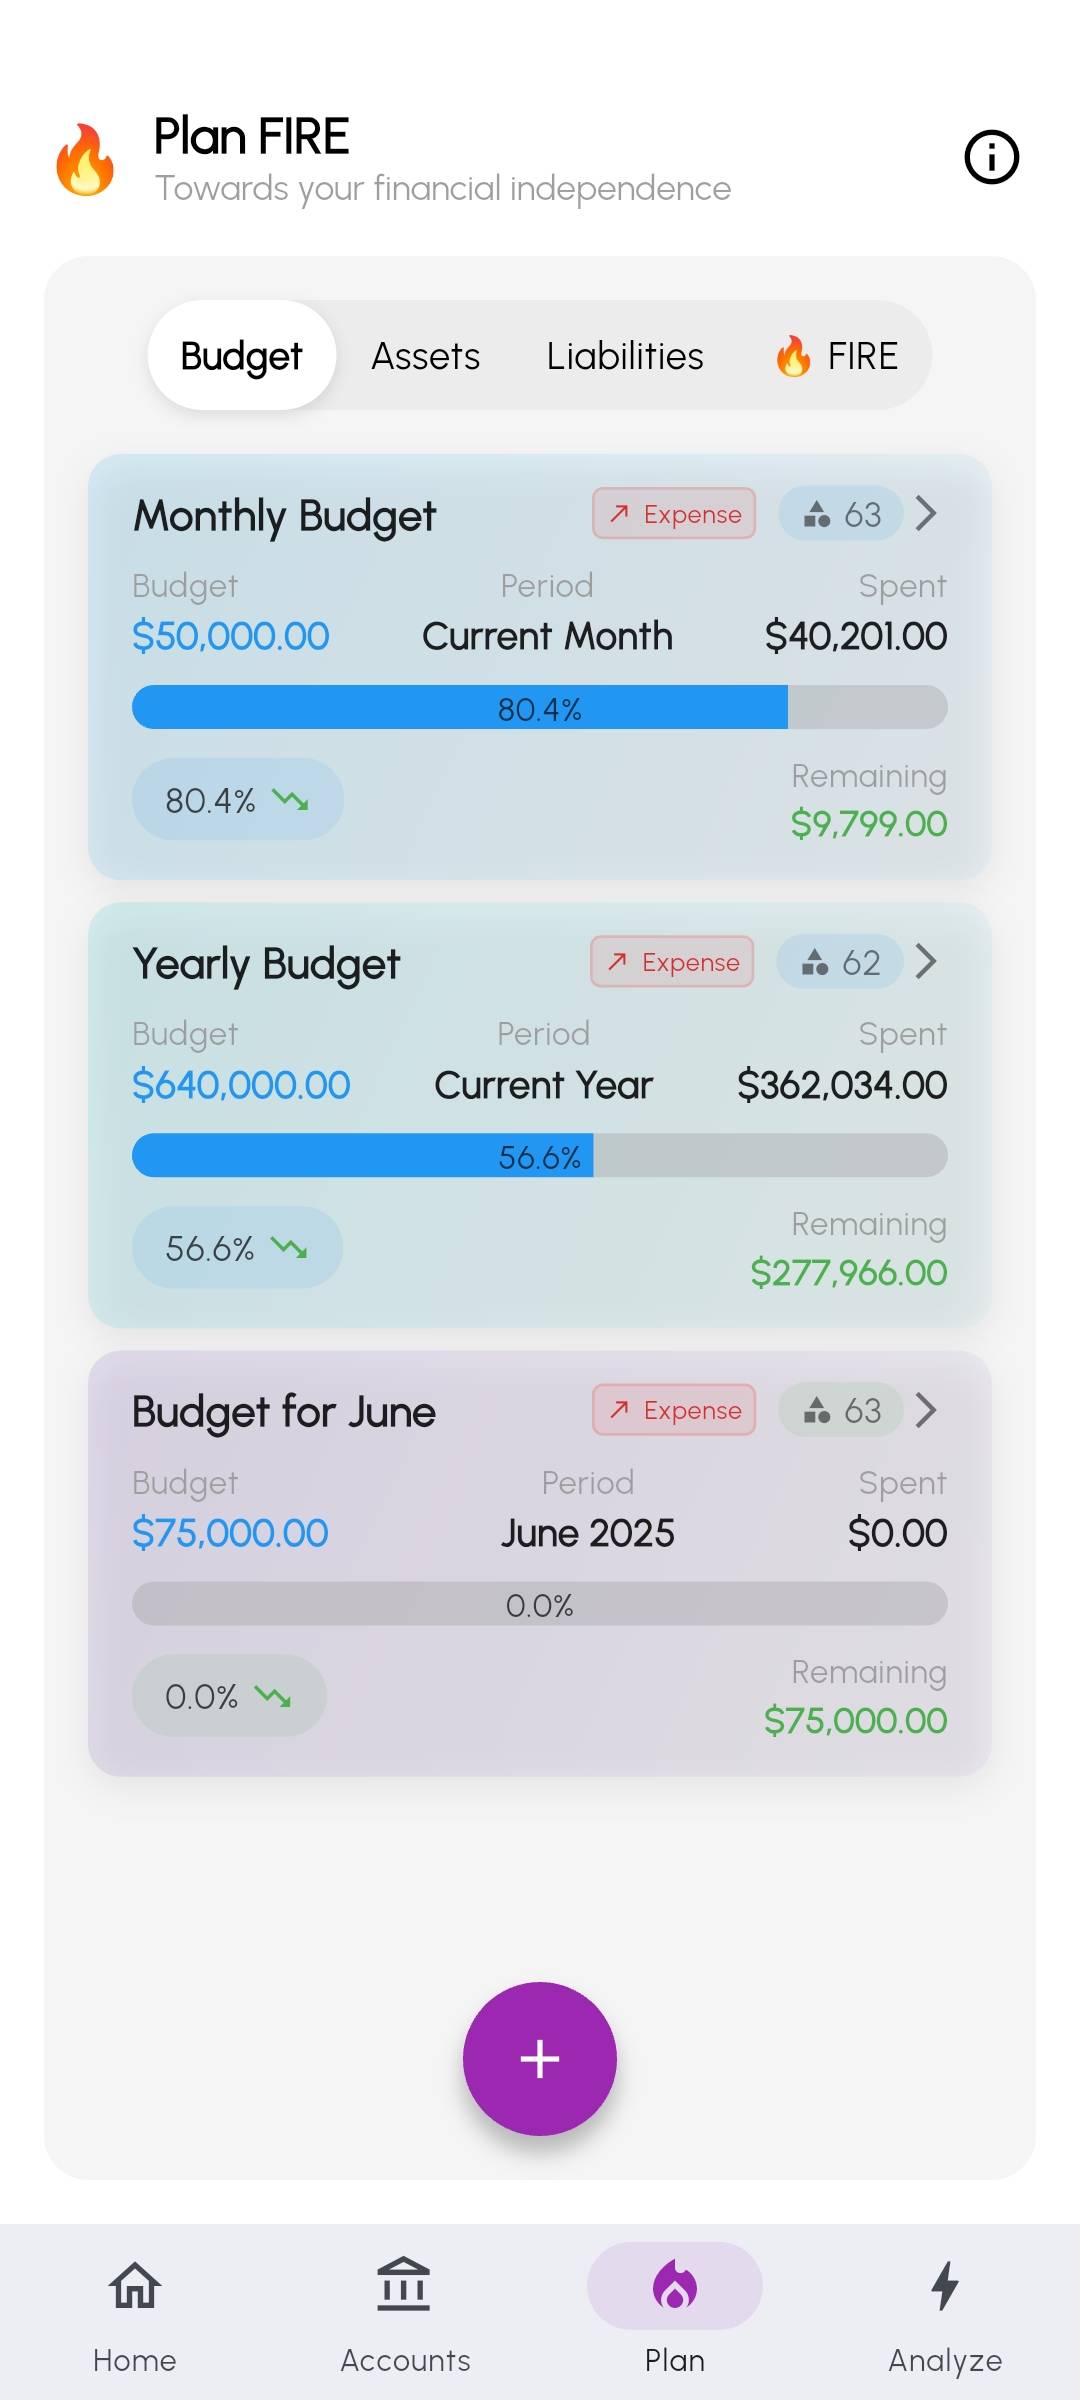 Plan FIRE
Towards your financial independence
Budget Assets Liabilities FIRE
Monthly Budget Expense 63
Budget Period Spent
$50,000.00 Current Month $40,201.00
80.4%
80.4% Remaining
$9,799.00
Yearly Budget Expense 62
Budget Period Spent
$640,000.00 Current Year $362,034.00
56.6%
56.6% Remaining
$277,966.00
Budget for June Expense 63
Budget Period Spent
$75,000.00 June 2025 $0.00
0.0%
0.0% Remaining
$75,000.00
Home Accounts Plan Analyze